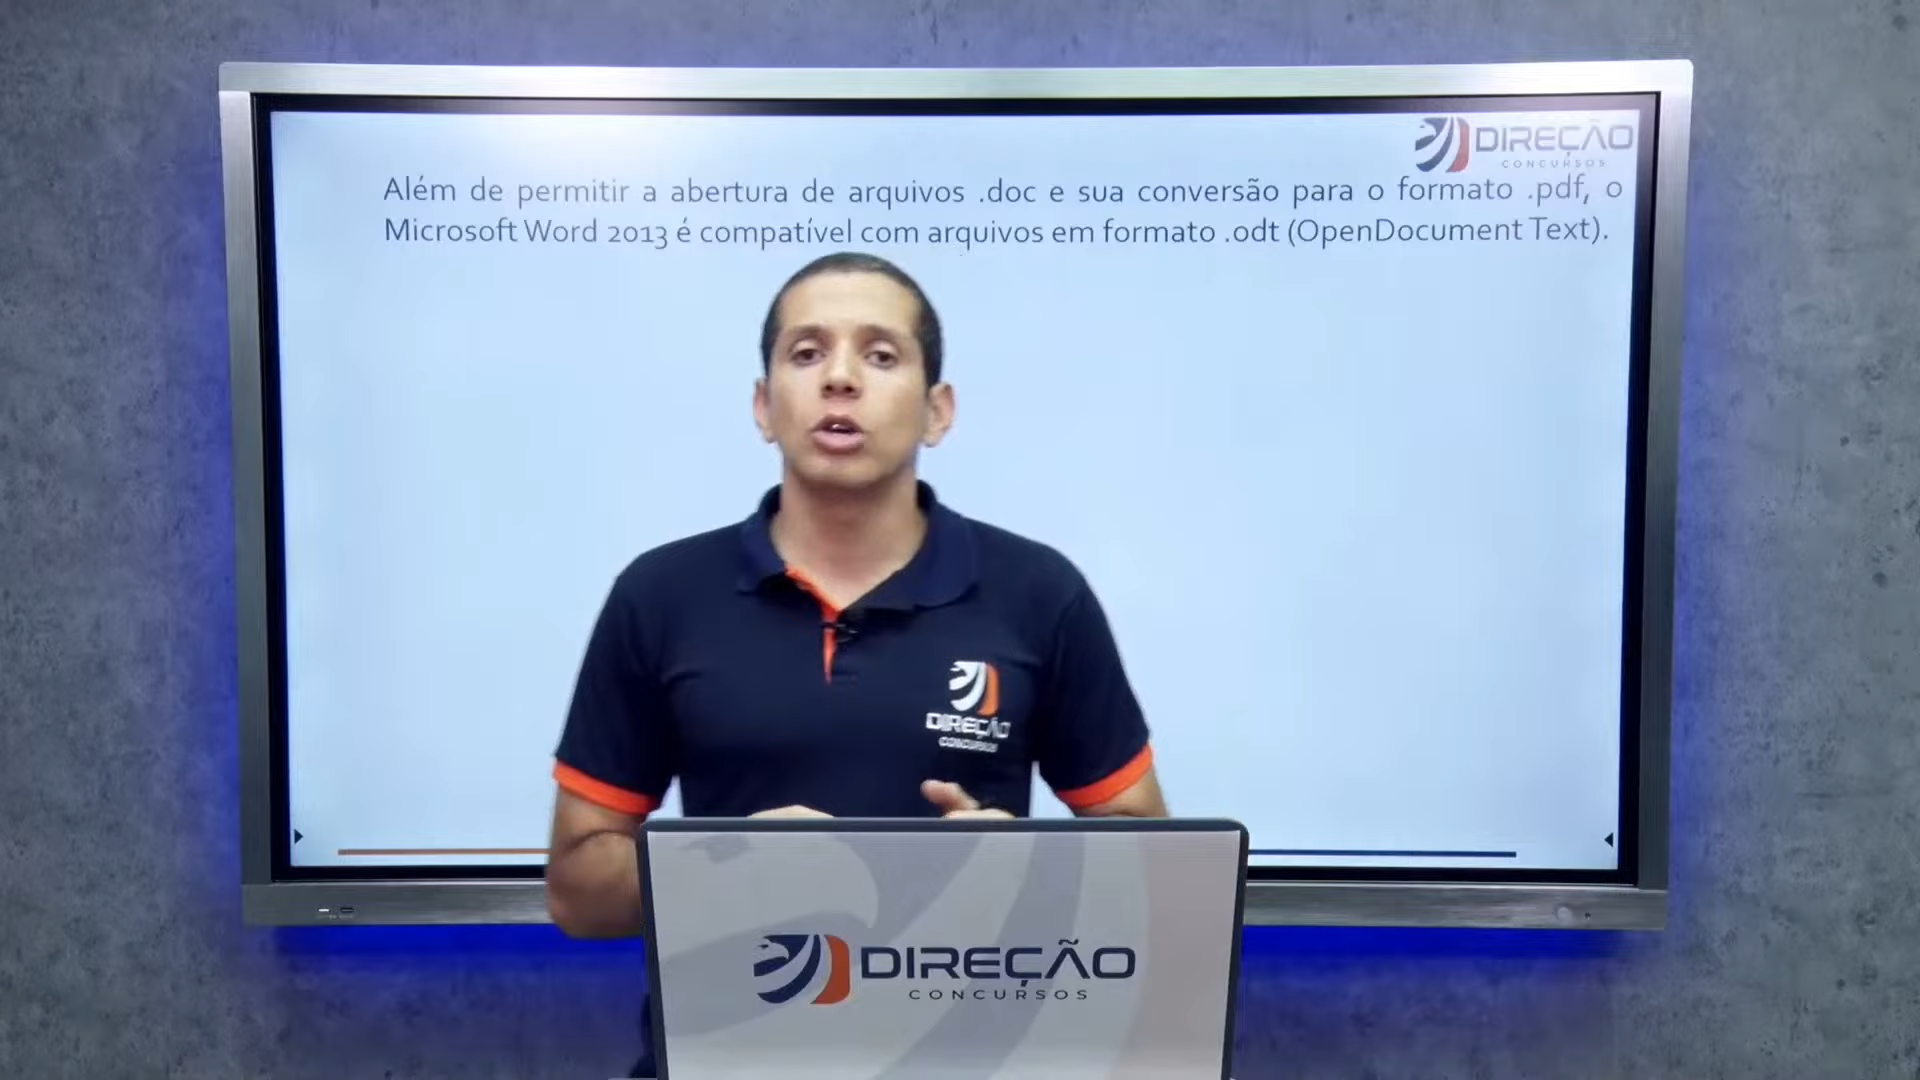 DIREÇÃO
CONCURSOS
Além de permitir a abertura de arquivos .doc e sua conversão para o formato .pdf, o
Microsoft Word 2013 é compatível com arquivos em formato .odt (OpenDocument Text).
DIREÇÃO
CONCURSOS
DIREÇÃO
CONCURSOS